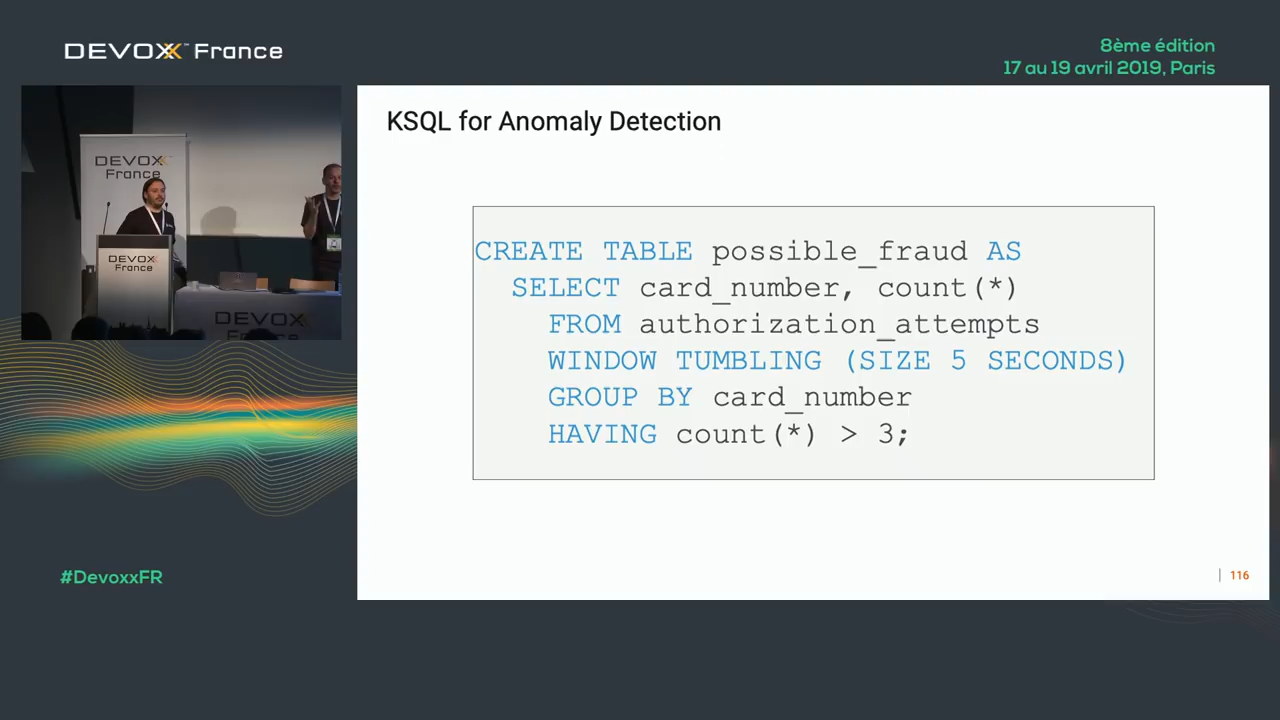 DEVOXX™ France
8ème édition
17 au 19 avril 2019, Paris
DEVOXX
France
DEVOXX
France
DEVOXX
France
KSQL for Anomaly Detection
CREATE TABLE possible_fraud AS
SELECT card_number, count(*)
FROM authorization_attempts
WINDOW TUMBLING (SIZE 5 SECONDS)
GROUP BY card_number
HAVING count(*) > 3;
#DevoxxFR
116